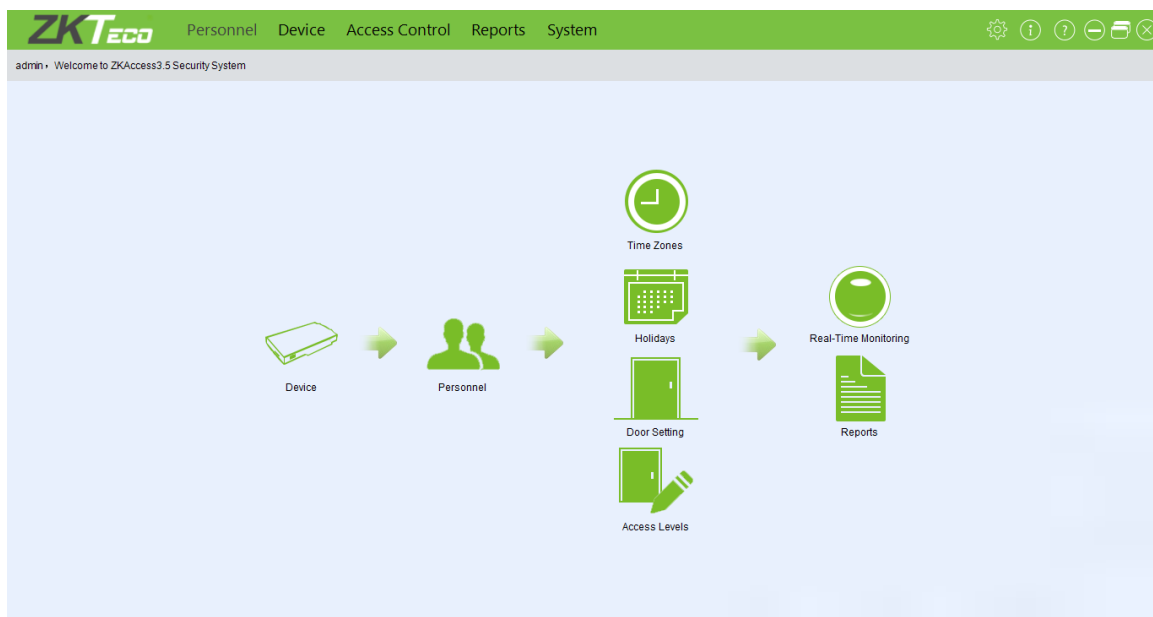 ZKTECO Personnel Device Access Control Reports System
admin › Welcome to ZKAccess3.5 Security System
Time Zones
Holidays
Real-Time Monitoring
Device
Personnel
Door Setting
Reports
Access Levels